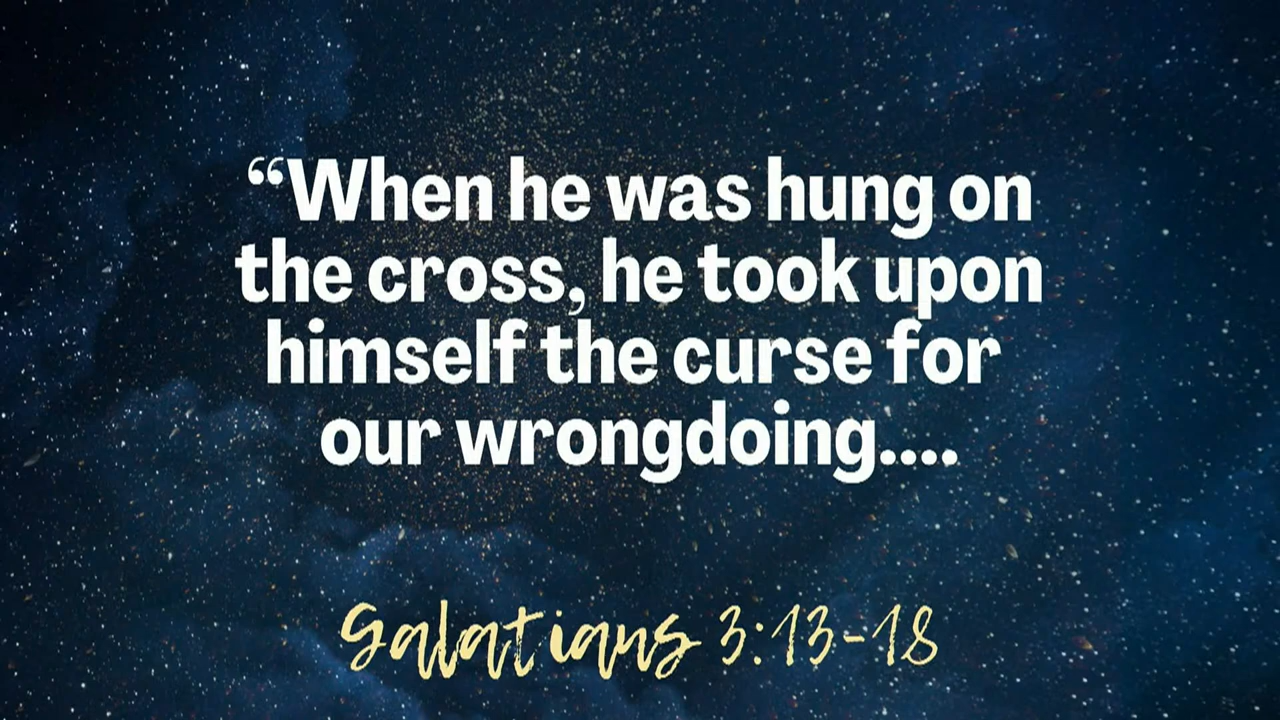 “When he was hung on
the cross, he took upon
himself the curse for
our wrongdoing....
Galatians 3:13-18